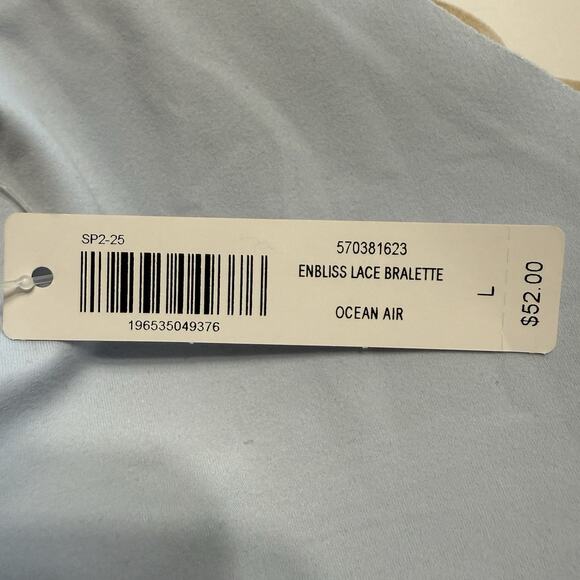 SP2-25
196535049376
570381623
ENBLISS LACE BRALETTE
OCEAN AIR
L
$52.00